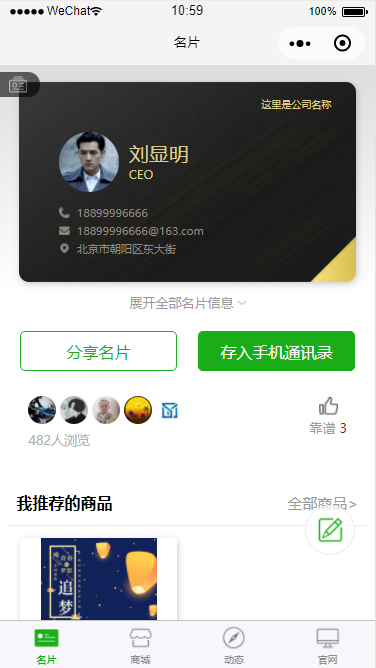 WeChat
10:59
100%
名片
这里是公司名称
刘显明
CEO
18899996666
18899996666@163.com
北京市朝阳区东大街
展开全部名片信息
分享名片
存入手机通讯录
482人浏览
靠谱 3
我推荐的商品
全部商品>
追
梦
名片
商城
动态
官网